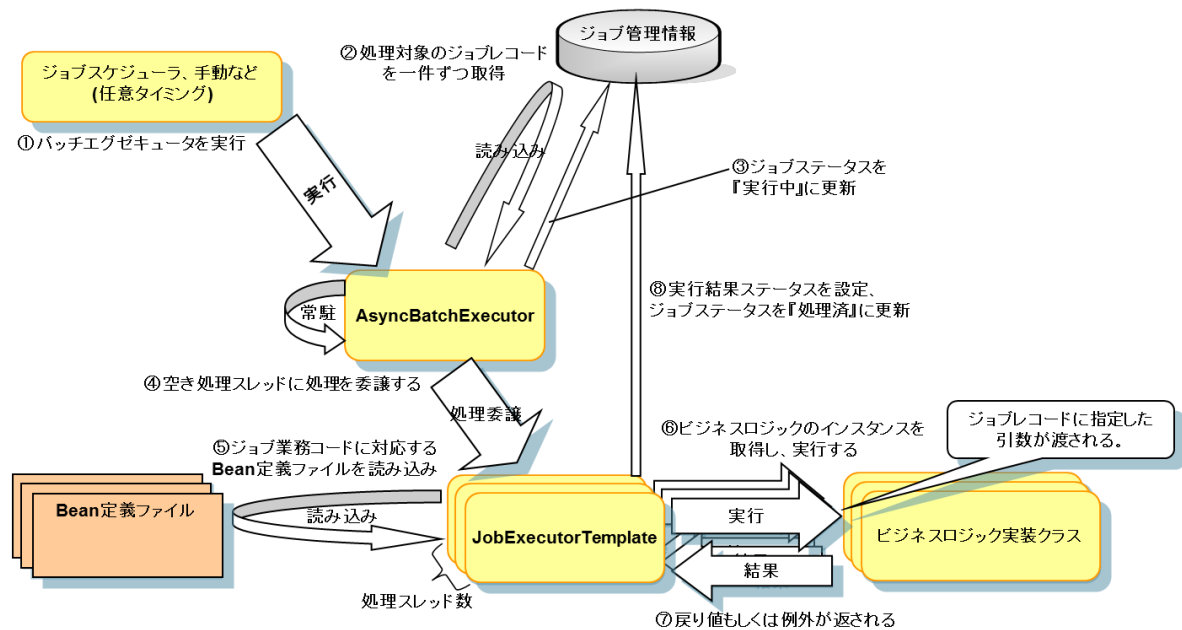 ジョブ管理情報
②処理対象のジョブレコード
を一件ずつ取得
ジョブスケジューラ、手動など
(任意タイミング)
①バッチエグゼキュータを実行
読み込み
実行
③ジョブステータスを
『実行中』に更新
常駐
AsyncBatchExecutor
⑧実行結果ステータスを設定、
ジョブステータスを『処理済』に更新
④空き処理スレッドに処理を委譲する
処理委譲
⑤ジョブ業務コードに対応する
Bean定義ファイルを読み込み
⑥ビジネスロジックのインスタンスを
取得し、実行する
ジョブレコードに指定した
引数が渡される。
Bean定義ファイル
読み込み
JobExecutorTemplate
実行
ビジネスロジック実装クラス
結果
処理スレッド数
⑦戻り値もしくは例外が返される